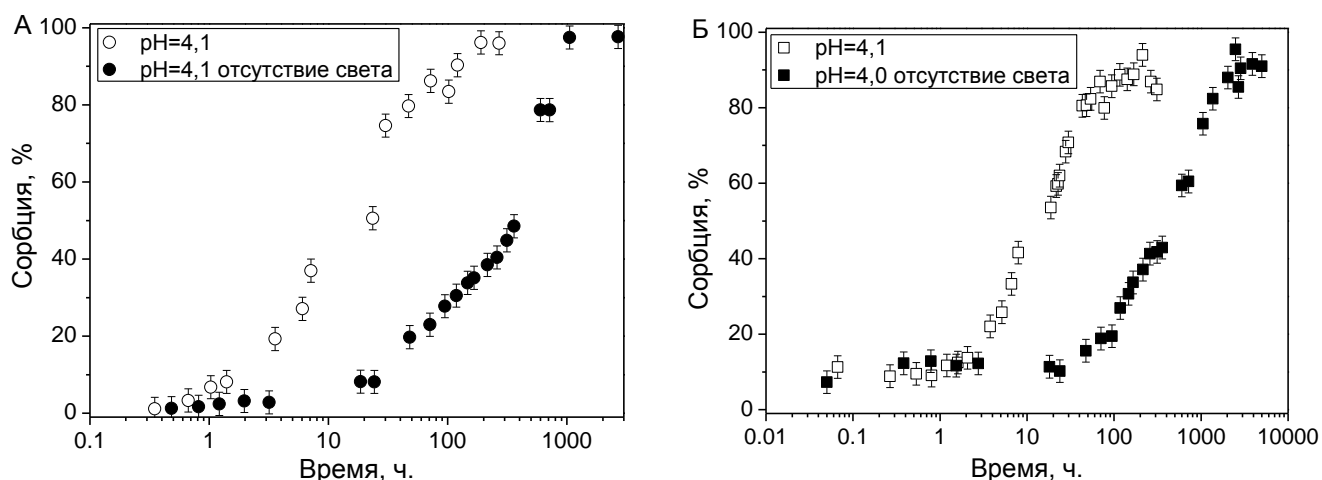 А
pH=4,1
pH=4,1 отсутствие света
100
80
60
40
20
0
Сорбция, %
0.1 1 10 100 1000
Время, ч.
Б
pH=4,1
pH=4,0 отсутствие света
100
80
60
40
20
0
Сорбция, %
0.01 0.1 1 10 100 1000 10000
Время, ч.